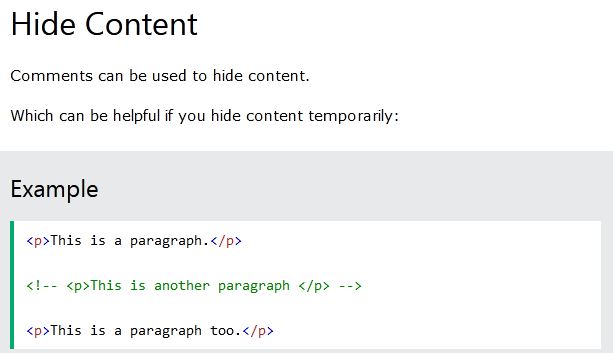 Hide Content
Comments can be used to hide content.
Which can be helpful if you hide content temporarily:
Example
<p>This is a paragraph.</p>
<!-- <p>This is another paragraph </p> -->
<p>This is a paragraph too.</p>